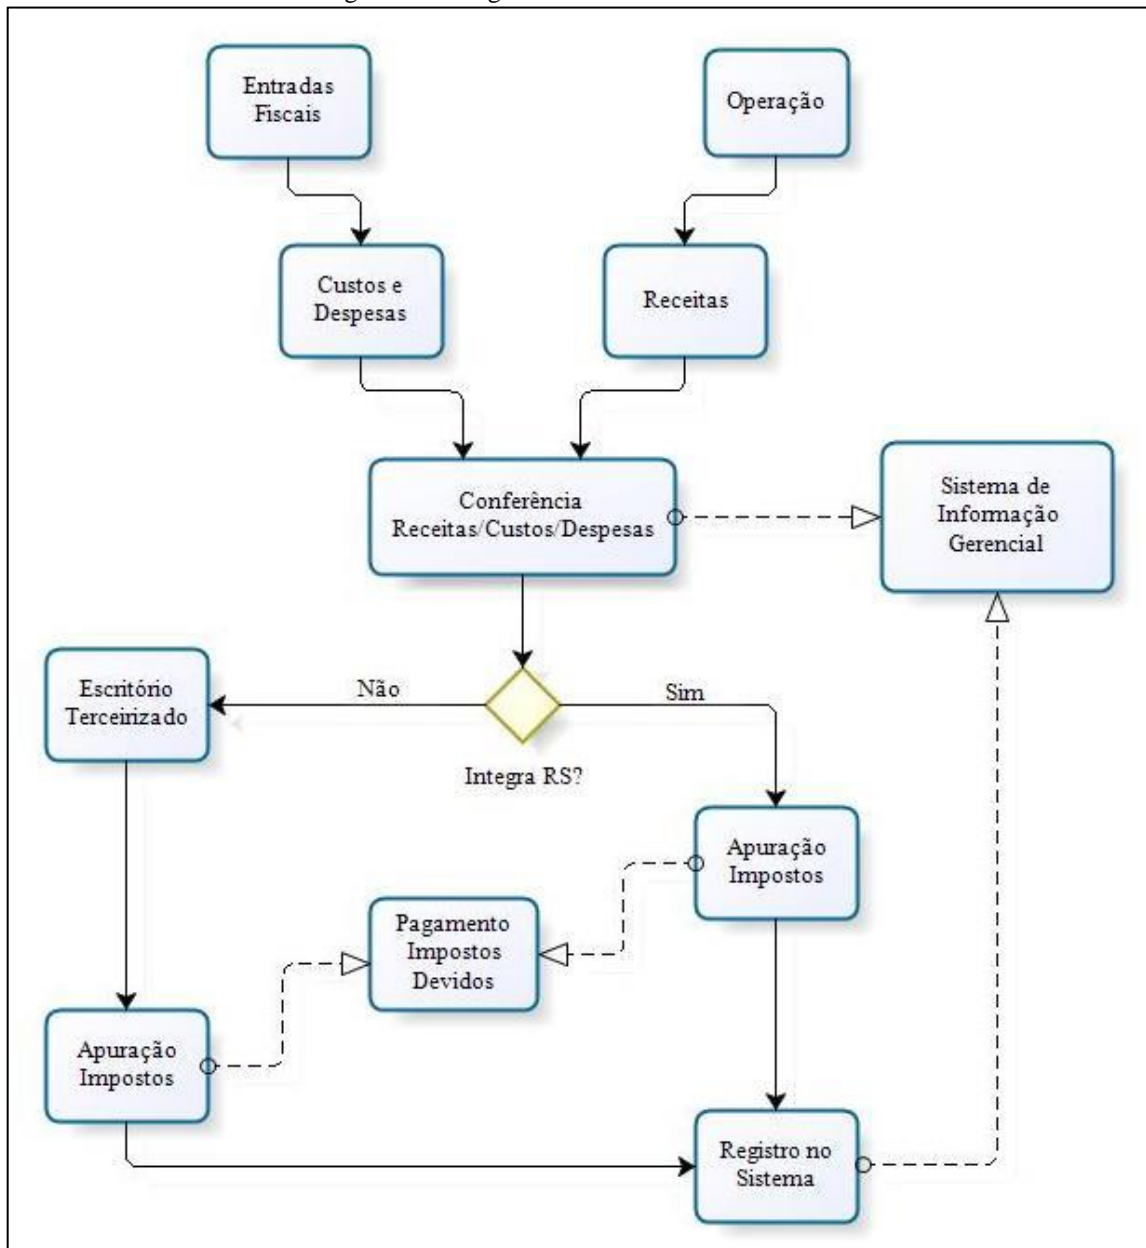 Entradas
Fiscais
Operação
Custos e
Despesas
Receitas
Conferência
Receitas/Custos/Despesas
Sistema de
Informação
Gerencial
Escritório
Terceirizado
Não
Sim
Integra RS?
Apuração
Impostos
Pagamento
Impostos
Devidos
Apuração
Impostos
Registro no
Sistema